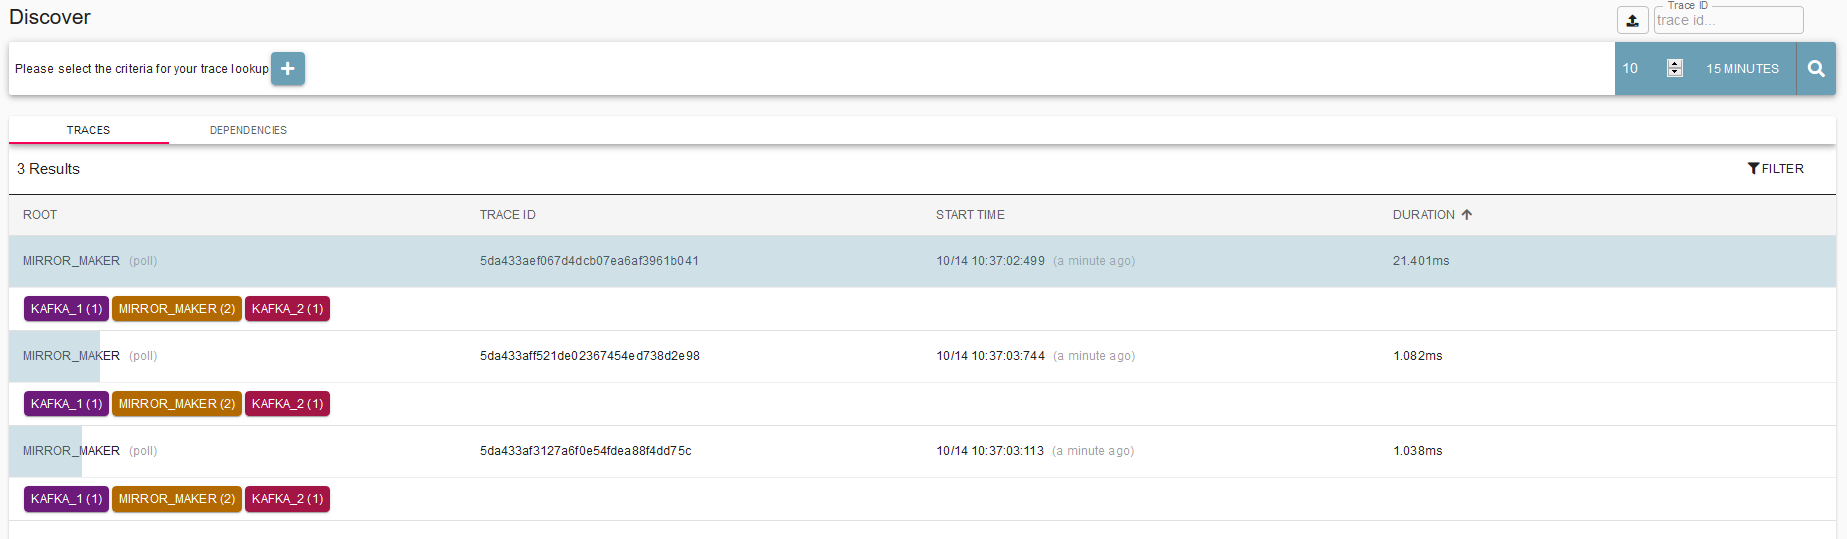 Discover
Trace ID
trace id...
Please select the criteria for your trace lookup
10 15 MINUTES
TRACES DEPENDENCIES
3 Results FILTER
ROOT TRACE ID START TIME DURATION
MIRROR_MAKER (poll) 5da433aef067d4dcb07ea6af3961b041 10/14 10:37:02:499 (a minute ago) 21.401ms
KAFKA_1 (1) MIRROR_MAKER (2) KAFKA_2 (1)
MIRROR_MAKER (poll) 5da433aff521de02367454ed738d2e98 10/14 10:37:03:744 (a minute ago) 1.082ms
KAFKA_1 (1) MIRROR_MAKER (2) KAFKA_2 (1)
MIRROR_MAKER (poll) 5da433af3127a6f0e54fdea88f4dd75c 10/14 10:37:03:113 (a minute ago) 1.038ms
KAFKA_1 (1) MIRROR_MAKER (2) KAFKA_2 (1)